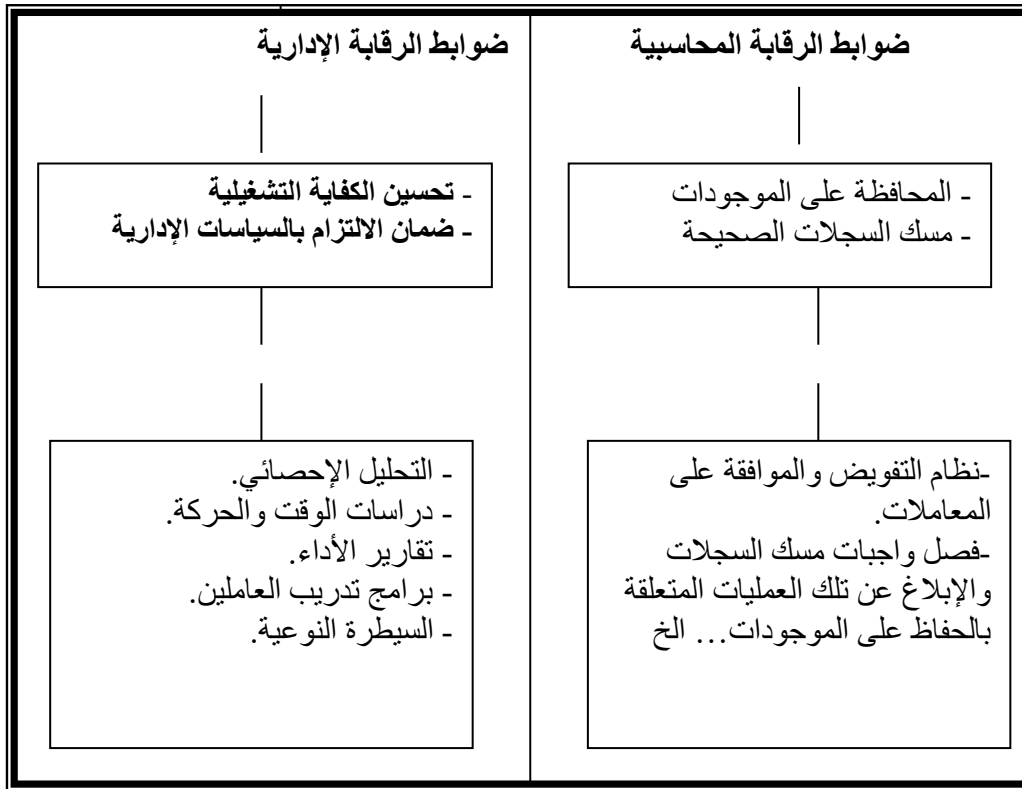 ضوابط الرقابة المحاسبية
- المحافظة على الموجودات
- مسك السجلات الصحيحة
-نظام التفويض والموافقة على
المعاملات.
-فصل واجبات مسك السجلات
والإبلاغ عن تلك العمليات المتعلقة
بالحفاظ على الموجودات... الخ
ضوابط الرقابة الإدارية
- تحسين الكفاية التشغيلية
- ضمان الالتزام بالسياسات الإدارية
- التحليل الإحصائي.
- دراسات الوقت والحركة.
- تقارير الأداء.
- برامج تدريب العاملين.
- السيطرة النوعية.